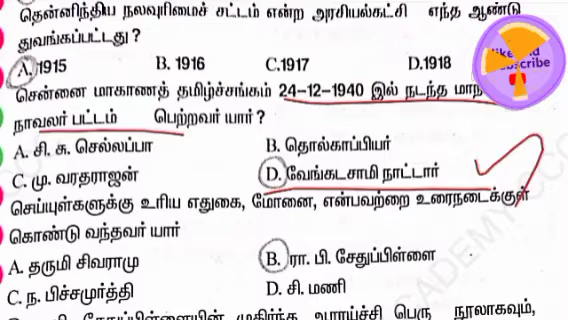 தென்னிந்திய நலவுரிமைச் சட்டம் என்ற அரசியல்கட்சி எந்த ஆண்டு
துவங்கப்பட்டது ?
A. 1915 B. 1916 C.1917 D.1918
சென்னை மாகாணத் தமிழ்ச்சங்கம் 24-12-1940 இல் நடந்த
நாவலர் பட்டம் பெற்றவர் யார் ?
A. சி. சு. செல்லப்பா B. தொல்காப்பியர்
C. மு. வரதராஜன் D. வேங்கடசாமி நாட்டார்
செய்யுள்களுக்கு உரிய எதுகை, மோனை, என்பவற்றை உரைநடைக்குள்
கொண்டு வந்தவர் யார்
A. தருமி சிவராமு B. ரா. பி. சேதுப்பிள்ளை
C. ந. பிச்சமுர்த்தி D. சி. மணி